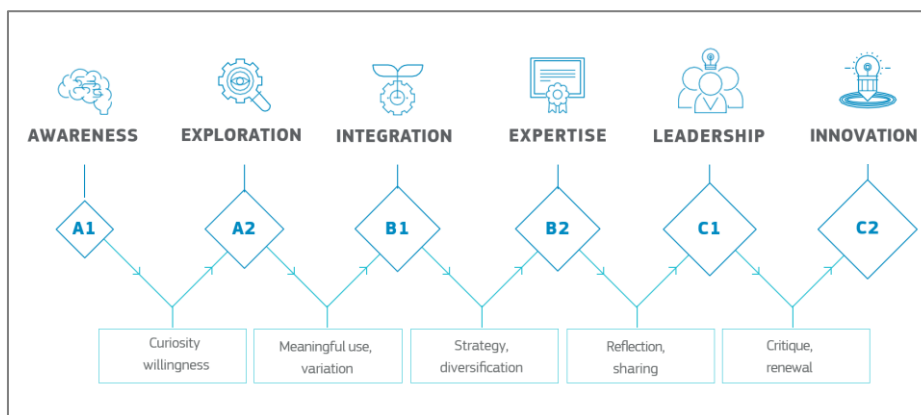 AWARENESS
EXPLORATION
INTEGRATION
EXPERTISE
LEADERSHIP
INNOVATION
A1
A2
B1
B2
C1
C2
Curiosity
willingness
Meaningful use,
variation
Strategy,
diversification
Reflection,
sharing
Critique,
renewal